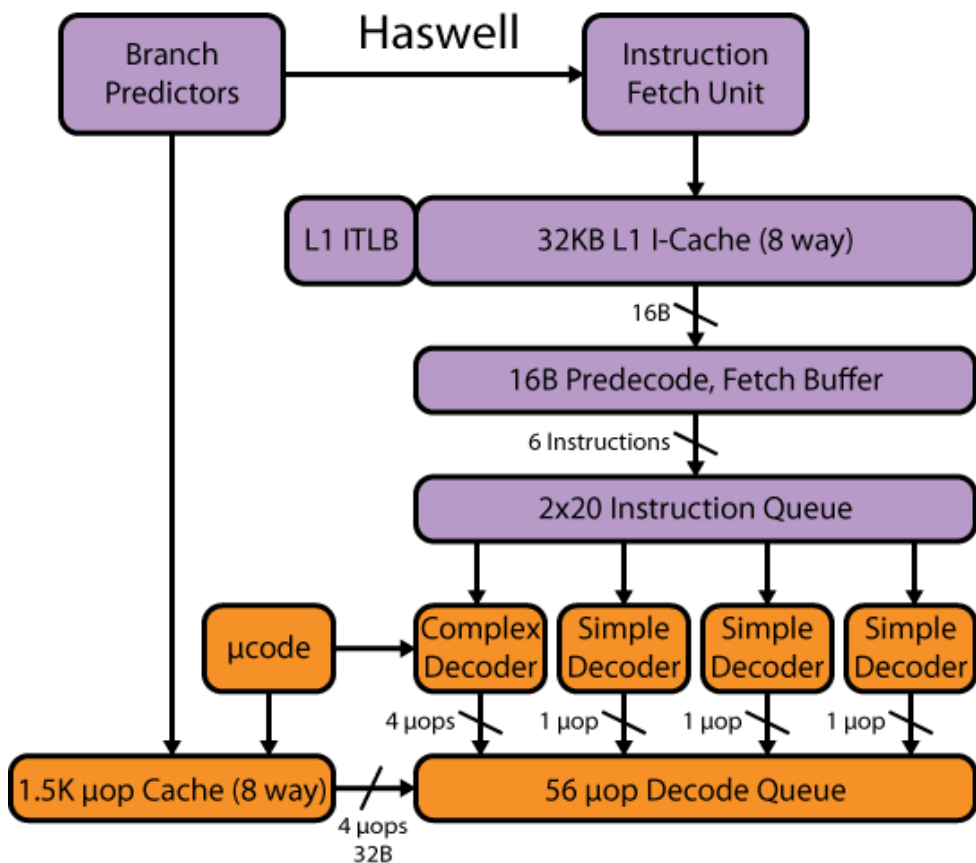 Haswell
Branch
Predictors
Instruction
Fetch Unit
L1 ITLB
32KB L1 I-Cache (8 way)
16B
16B Predecode, Fetch Buffer
6 Instructions
2x20 Instruction Queue
µcode
Complex
Decoder
Simple
Decoder
Simple
Decoder
Simple
Decoder
4 µops
1 µop
1 µop
1 µop
1.5K µop Cache (8 way)
4 µops
32B
56 µop Decode Queue